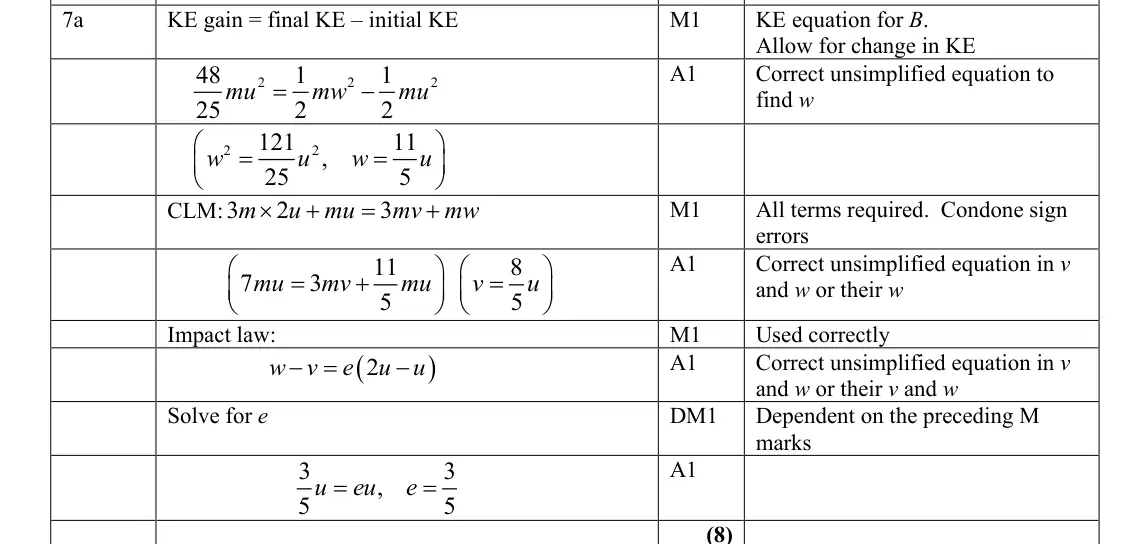 7a KE gain = final KE – initial KE M1 KE equation for B.
Allow for change in KE
48/25 mu² = 1/2 mw² − 1/2 mu² A1 Correct unsimplified equation to
find w
(w² = 121/25 u², w = 11/5 u)
CLM: 3m × 2u + mu = 3mv + mw M1 All terms required. Condone sign
errors
(7mu = 3mv + 11/5 mu) (v = 8/5 u) A1 Correct unsimplified equation in v
and w or their w
Impact law: M1 Used correctly
w − v = e(2u − u) A1 Correct unsimplified equation in v
and w or their v and w
Solve for e DM1 Dependent on the preceding M
marks
3/5 u = eu, e = 3/5 A1
(8)